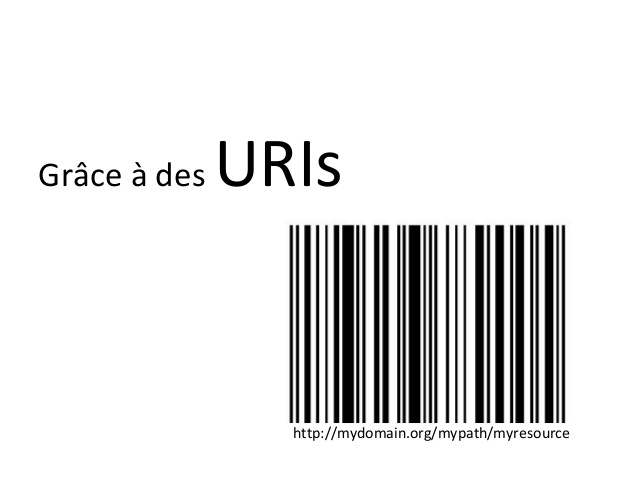 Grâce à des URIs
http://mydomain.org/mypath/myresource